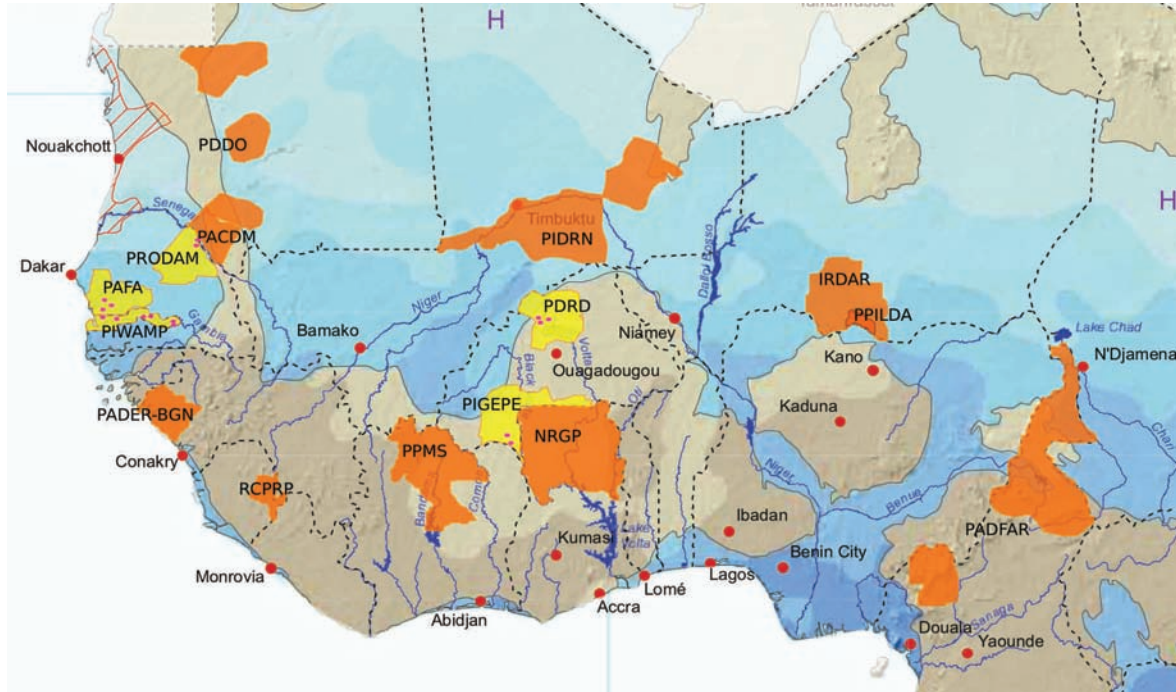 Tamanrasset
H
Nouakchott
PDDO
H
Senegal
Timbuktu
PACDM
PIDRN
Dallol Bosso
PRODAM
Dakar
IRDAR
PAFA
Niger
PDRD
PPILDA
PIWAMP
Gambia
Bamako
Niamey
Lake Chad
Black
Volta
Kano
N'Djamena
Ouagadougou
PADER-BGN
PIGEPE
Oti
Kaduna
Chari
PPMS
NRGP
Conakry
Niger
RCPRP
Benue
Como
Ibadan
PADFAR
Kumasi
Lake
Volta
Benin City
Monrovia
Lomé
Lagos
Abidjan
Accra
Sanaga
Douala
Yaounde